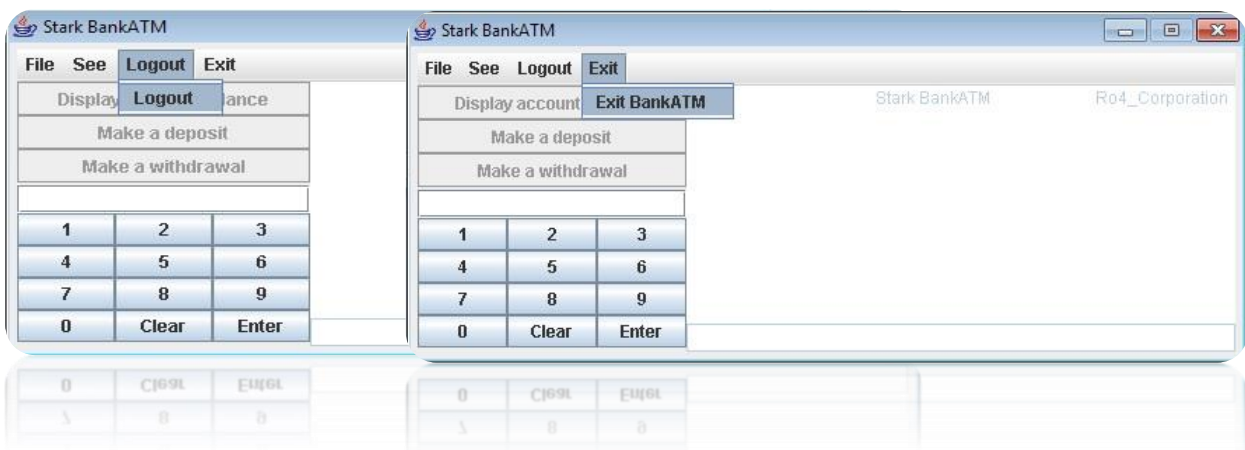 Stark BankATM
File See Logout Exit
Logout
Display lance
Make a deposit
Make a withdrawal
1 2 3
4 5 6
7 8 9
0 Clear Enter
Stark BankATM
File See Logout Exit
Exit BankATM
Display account
Stark BankATM Ro4_Corporation
Make a deposit
Make a withdrawal
1 2 3
4 5 6
7 8 9
0 Clear Enter